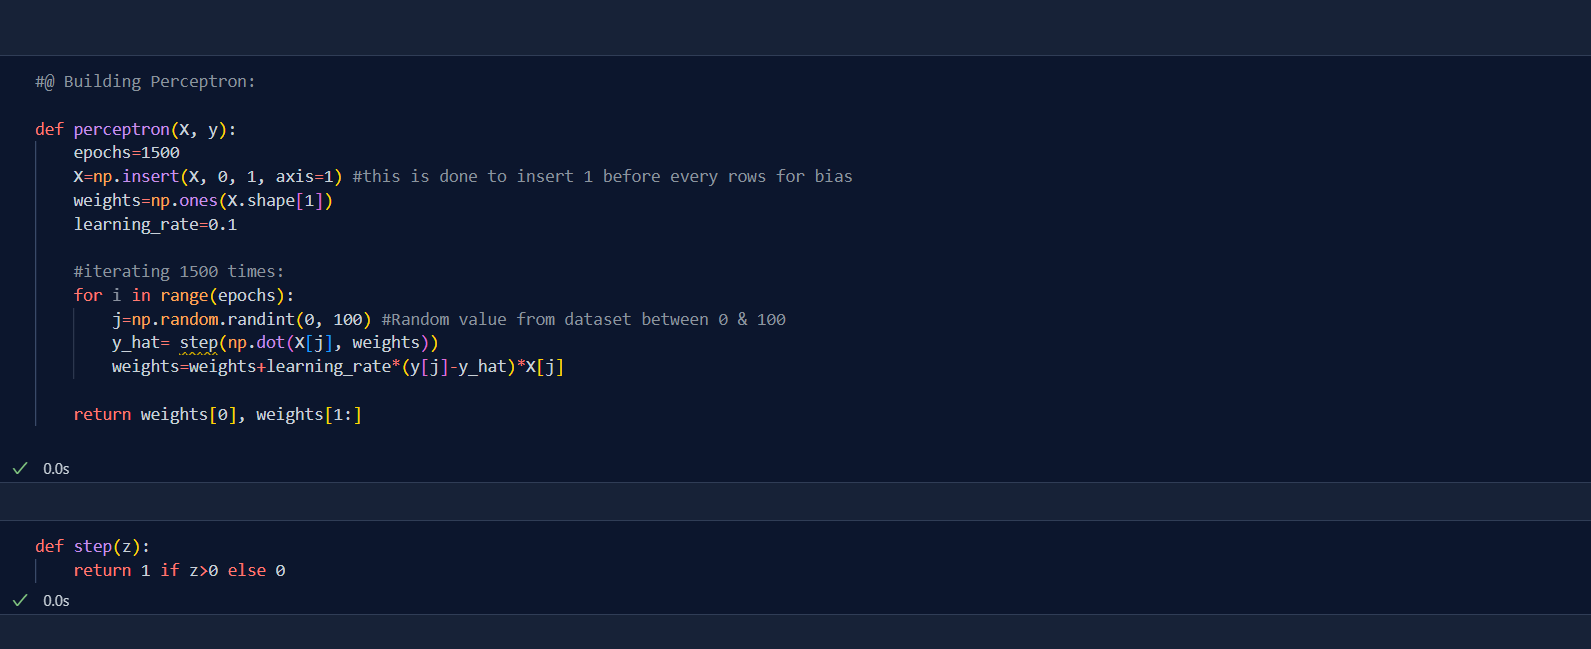 #@ Building Perceptron:
def perceptron(X, y):
epochs=1500
X=np.insert(X, 0, 1, axis=1) #this is done to insert 1 before every rows for bias
weights=np.ones(X.shape[1])
learning_rate=0.1
#iterating 1500 times:
for i in range(epochs):
j=np.random.randint(0, 100) #Random value from dataset between 0 & 100
y_hat= step(np.dot(X[j], weights))
weights=weights+learning_rate*(y[j]-y_hat)*X[j]
return weights[0], weights[1:]
0.0s
def step(z):
return 1 if z>0 else 0
0.0s